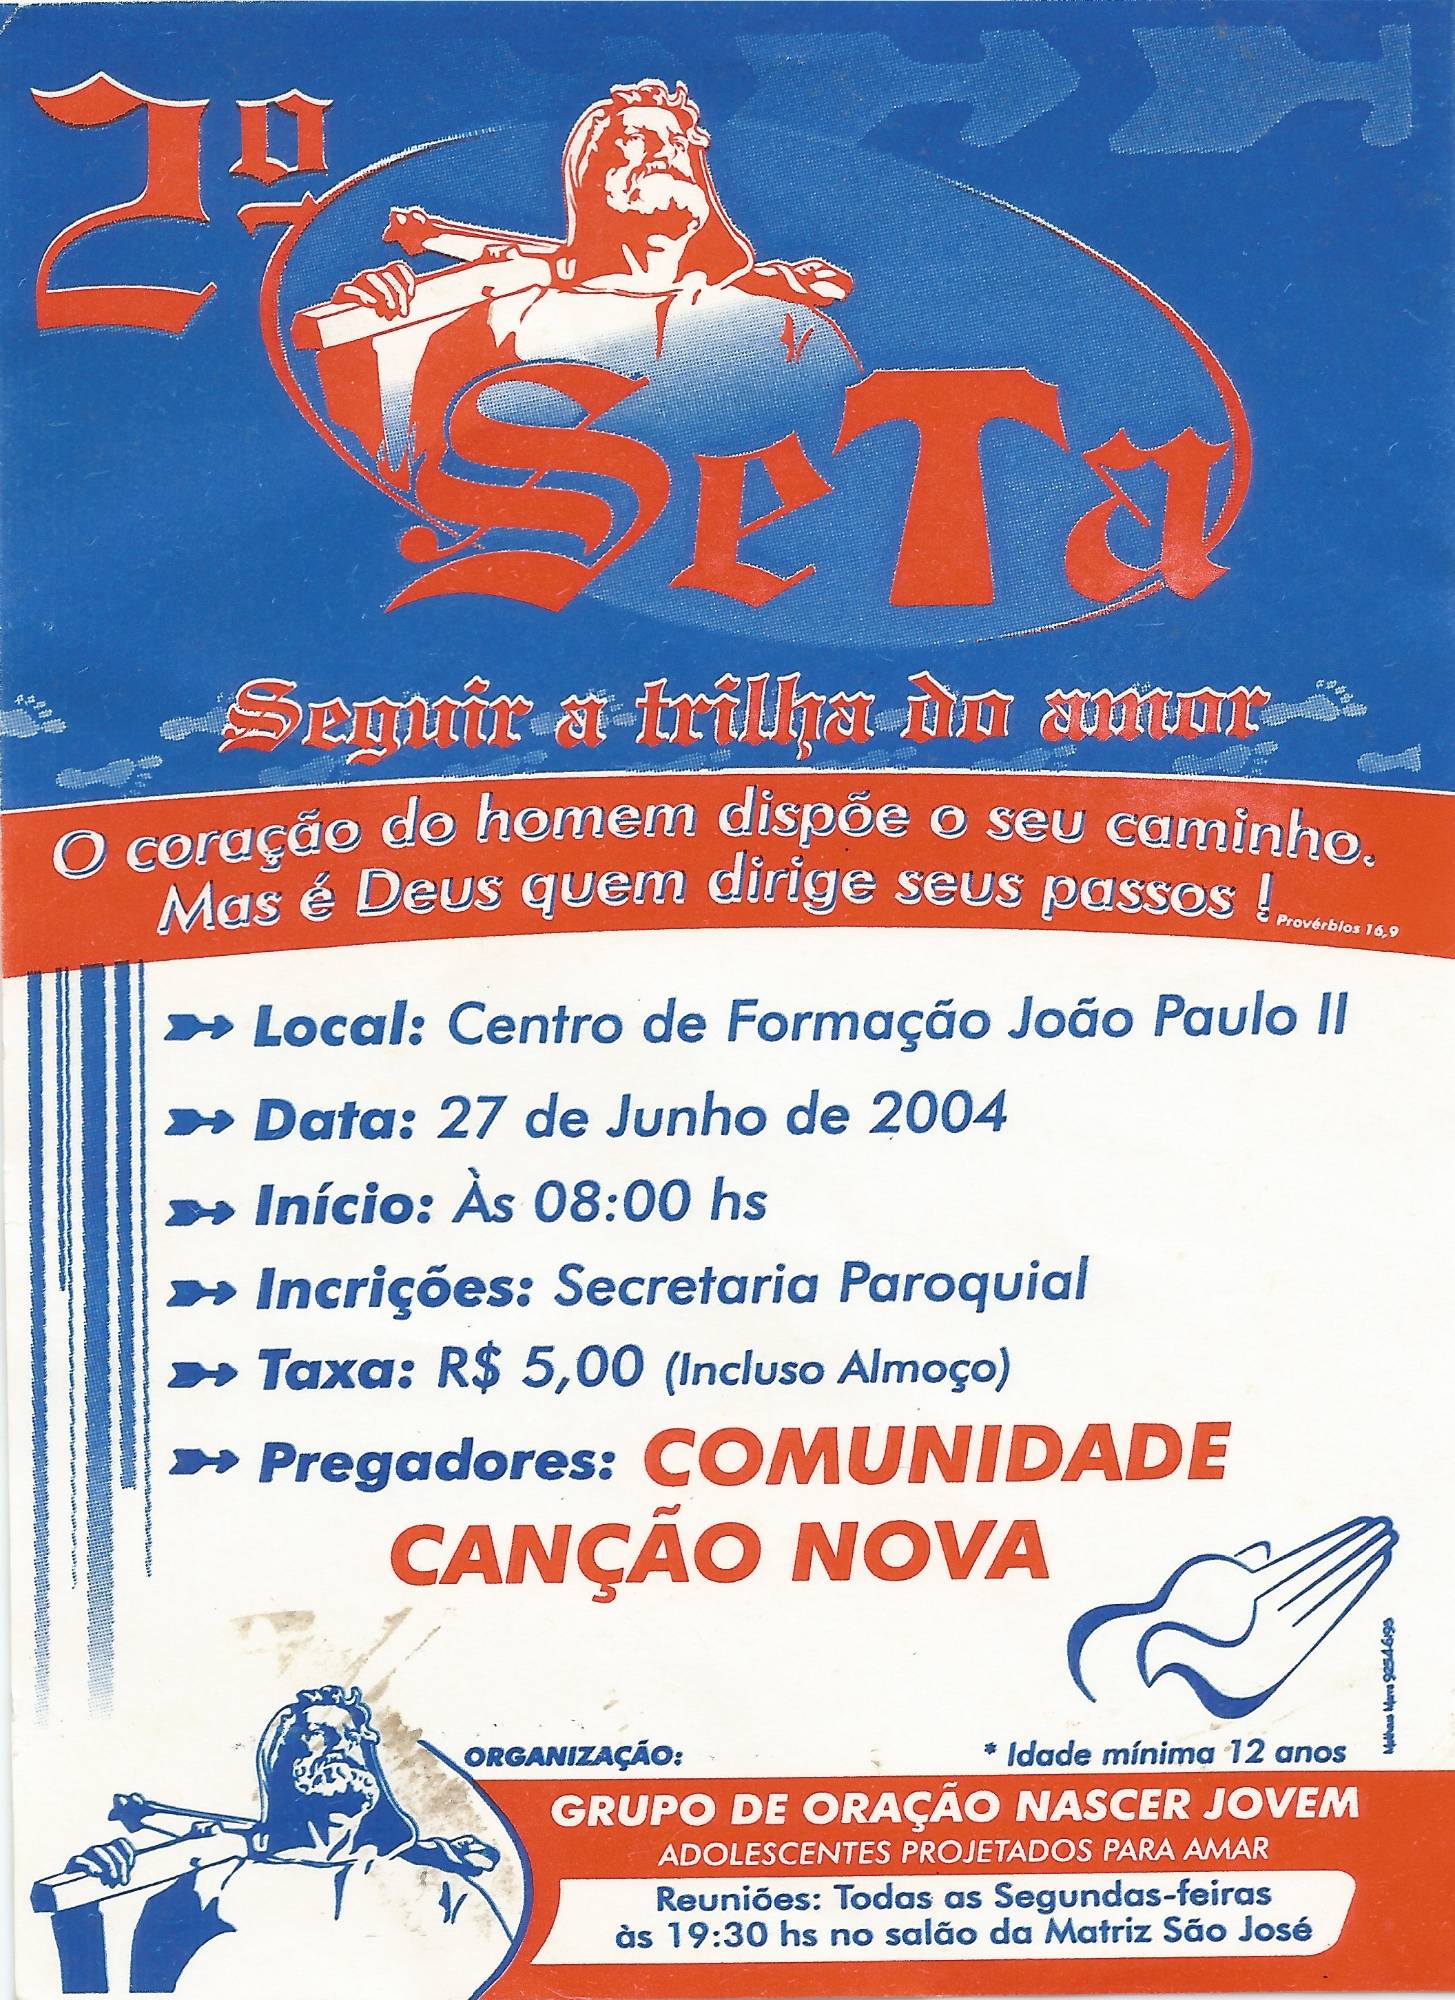 2º
SeTa
Seguir a trilha do amor
O coração do homem dispõe o seu caminho.
Mas é Deus quem dirige seus passos !
Provérbios 16,9
Local: Centro de Formação João Paulo II
Data: 27 de Junho de 2004
Início: Às 08:00 hs
Incrições: Secretaria Paroquial
Taxa: R$ 5,00 (Incluso Almoço)
Pregadores: COMUNIDADE
CANÇÃO NOVA
ORGANIZAÇÃO:
* Idade mínima 12 anos
GRUPO DE ORAÇÃO NASCER JOVEM
ADOLESCENTES PROJETADOS PARA AMAR
Reuniões: Todas as Segundas-feiras
às 19:30 hs no salão da Matriz São José